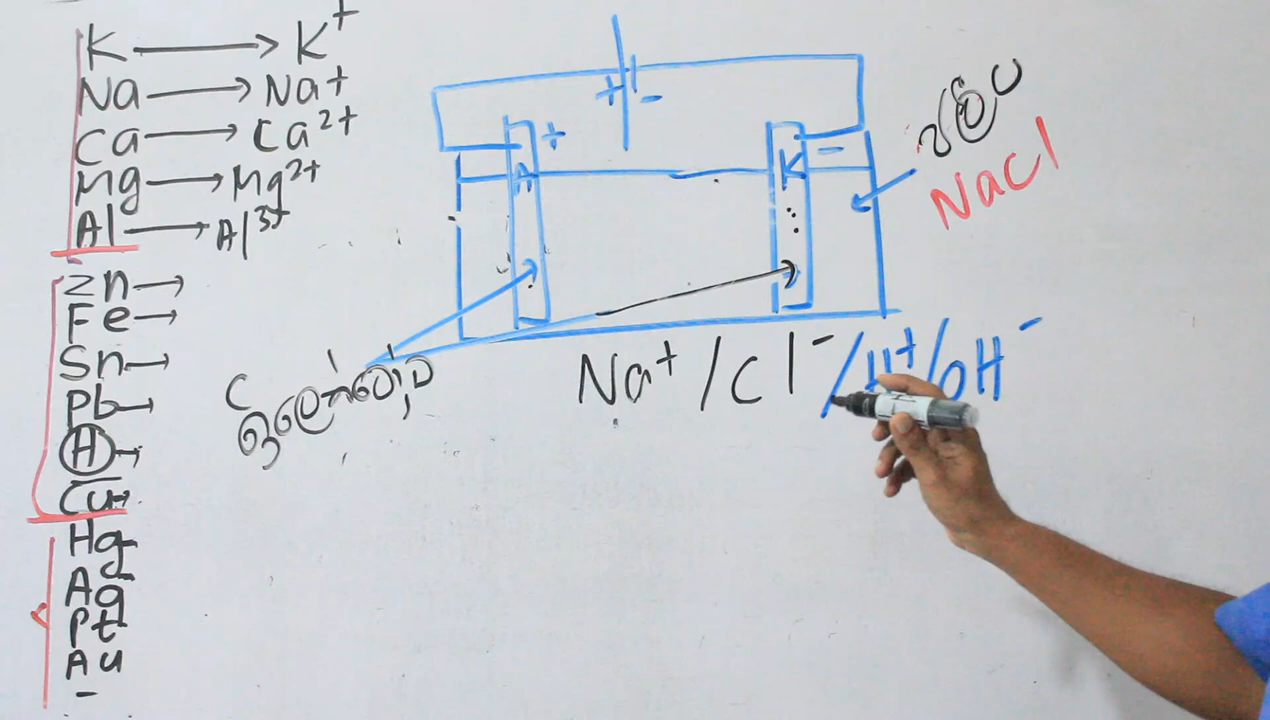 K → K⁺
Na → Na⁺
Ca → Ca²⁺
Mg → Mg²⁺
Al → Al³⁺
Zn →
Fe →
Sn →
Pb →
H →
Cu →
Hg
Ag
Pt
Au
-
+ -
+ -
A K
NaCl
C
Na⁺/Cl⁻/H⁺/OH⁻